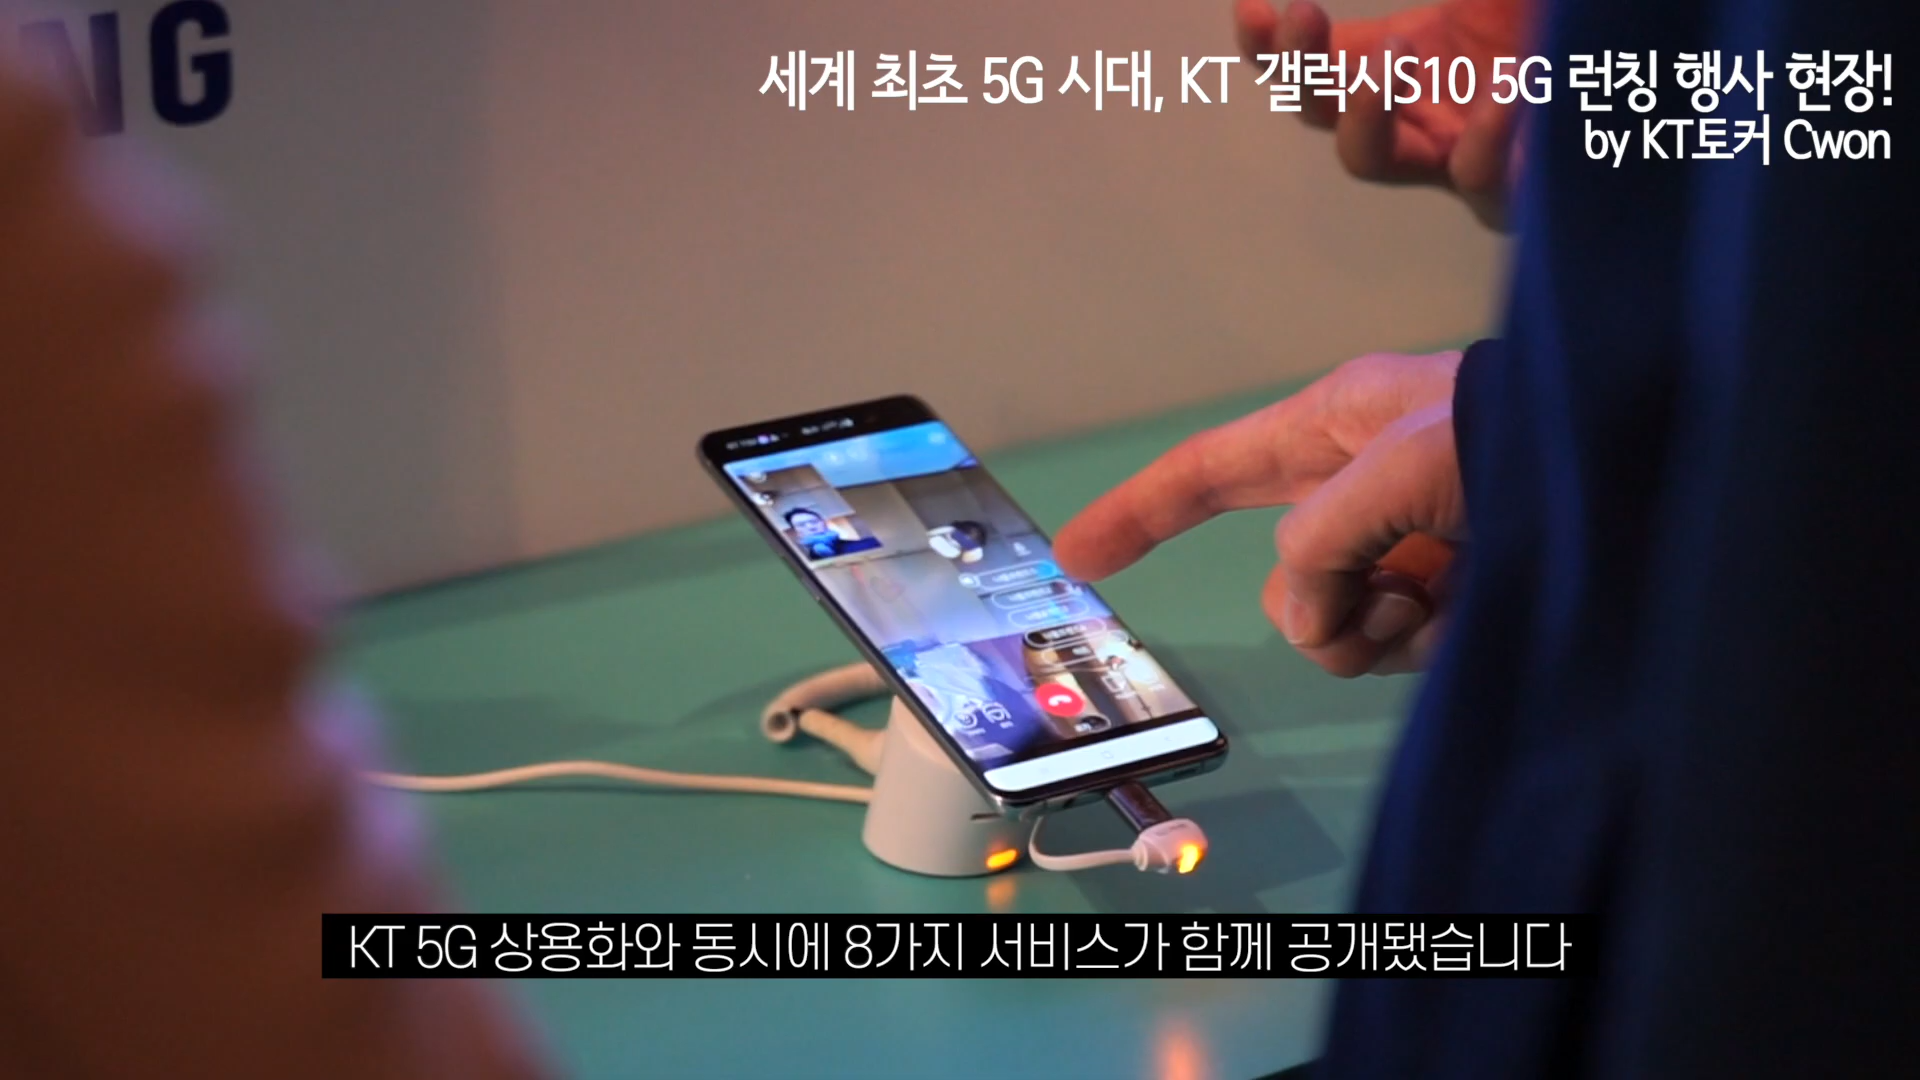 NG
세계 최초 5G 시대, KT 갤럭시S10 5G 런칭 행사 현장!
by KT토커 Cwon
KT 5G 상용화와 동시에 8가지 서비스가 함께 공개됐습니다